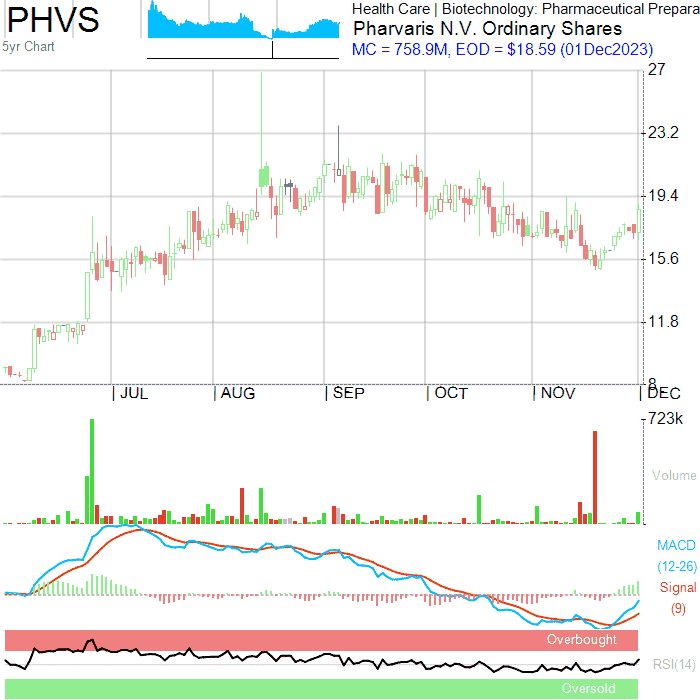 PHVS
5yr Chart
Health Care | Biotechnology: Pharmaceutical Prepara
Pharvaris N.V. Ordinary Shares
MC = 758.9M, EOD = $18.59 (01Dec2023)
27
23.2
19.4
15.6
11.8
8
JUL AUG SEP OCT NOV DEC
723k
Volume
MACD
(12-26)
Signal
(9)
Overbought
RSI(14)
Oversold